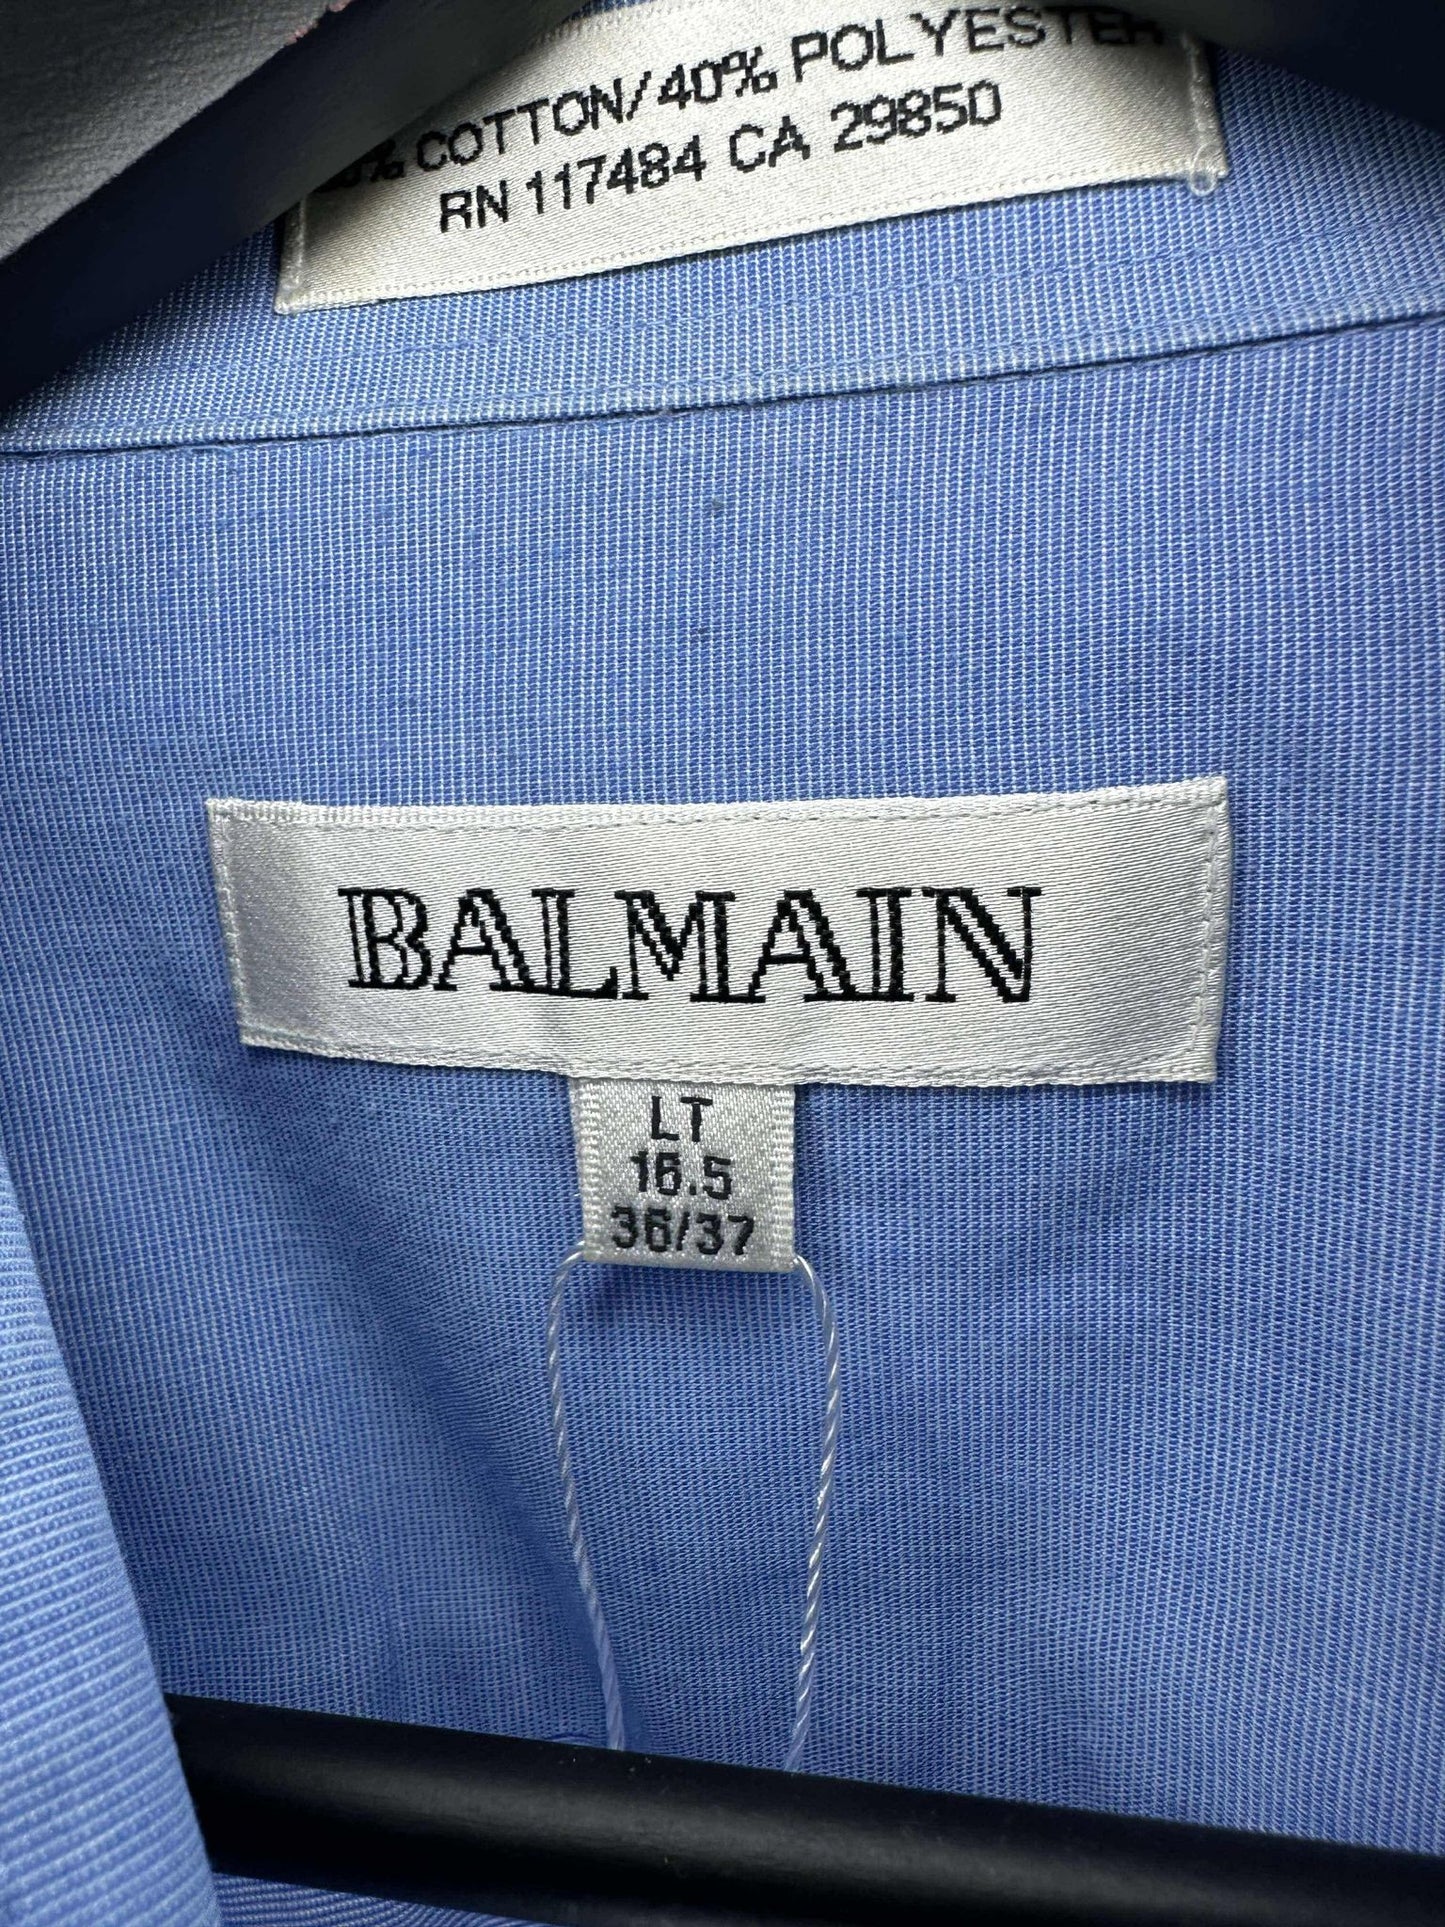 COTTON/40% POLYESTER
RN 117484 CA 29850
BALMAIN
LT
16.5
36/37